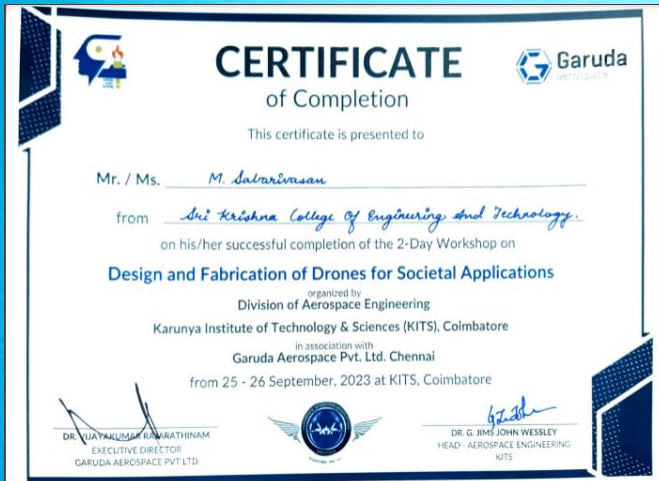 CERTIFICATE
of Completion
Garuda
aerospace
This certificate is presented to
Mr. / Ms. M. Sabarivasan
from Sri Krishna College Of Engineering And Technology.
on his/her successful completion of the 2-Day Workshop on
Design and Fabrication of Drones for Societal Applications
organized by
Division of Aerospace Engineering
Karunya Institute of Technology & Sciences (KITS), Coimbatore
in association with
Garuda Aerospace Pvt. Ltd. Chennai
from 25 - 26 September, 2023 at KITS, Coimbatore
DR. VIJAYAKUMAR RAJARATHINAM
EXECUTIVE DIRECTOR
GARUDA AEROSPACE PVT LTD
DR. G. JIMS JOHN WESSLEY
HEAD - AEROSPACE ENGINEERING
KITS